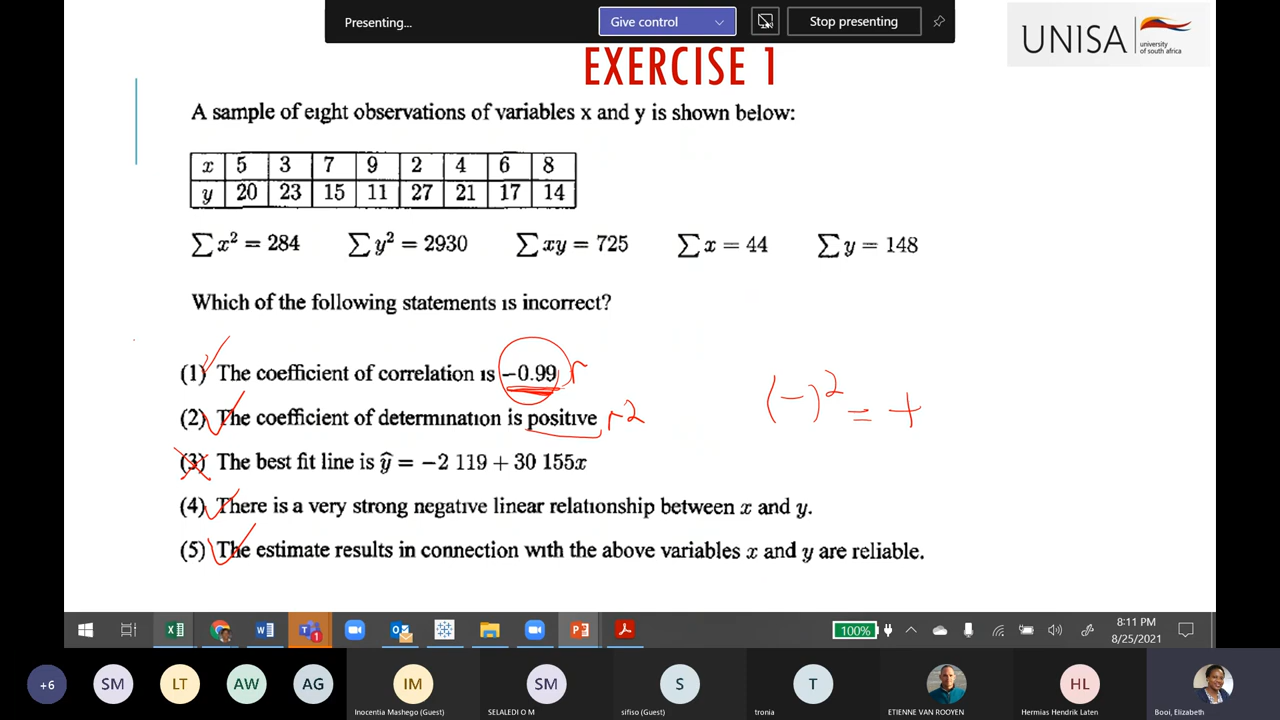 Presenting...
Give control
Stop presenting
UNISA university of south africa
EXERCISE 1
A sample of eight observations of variables x and y is shown below:
x 5 3 7 9 2 4 6 8
y 20 23 15 11 27 21 17 14
∑x² = 284 ∑y² = 2930 ∑xy = 725 ∑x = 44 ∑y = 148
Which of the following statements is incorrect?
(1) The coefficient of correlation is −0.99 r
(2) The coefficient of determination is positive r2
(−)² = +
(3) The best fit line is ŷ = −2 119 + 30 155x
(4) There is a very strong negative linear relationship between x and y.
(5) The estimate results in connection with the above variables x and y are reliable.
1
100%
8:11 PM
8/25/2021
+6 SM LT AW AG IM SM S T HL
Inocentia Mashego (Guest) SELALEDI O M sifiso (Guest) tronia ETIENNE VAN ROOYEN Hermias Hendrik Laten Booi, Elizabeth